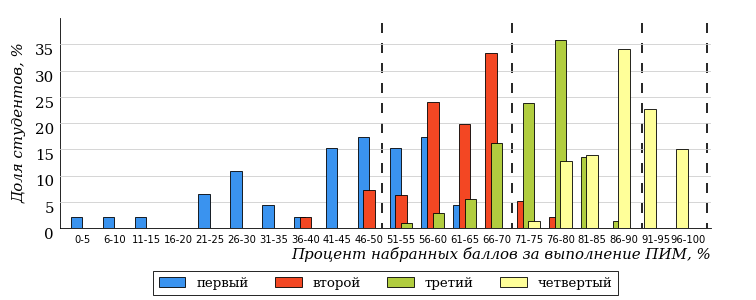 Доля студентов, %
35
30
25
20
15
10
5
0
0-5 6-10 11-15 16-20 21-25 26-30 31-35 36-40 41-45 46-50 51-55 56-60 61-65 66-70 71-75 76-80 81-85 86-90 91-95 96-100
Процент набранных баллов за выполнение ПИМ, %
первый второй третий четвертый